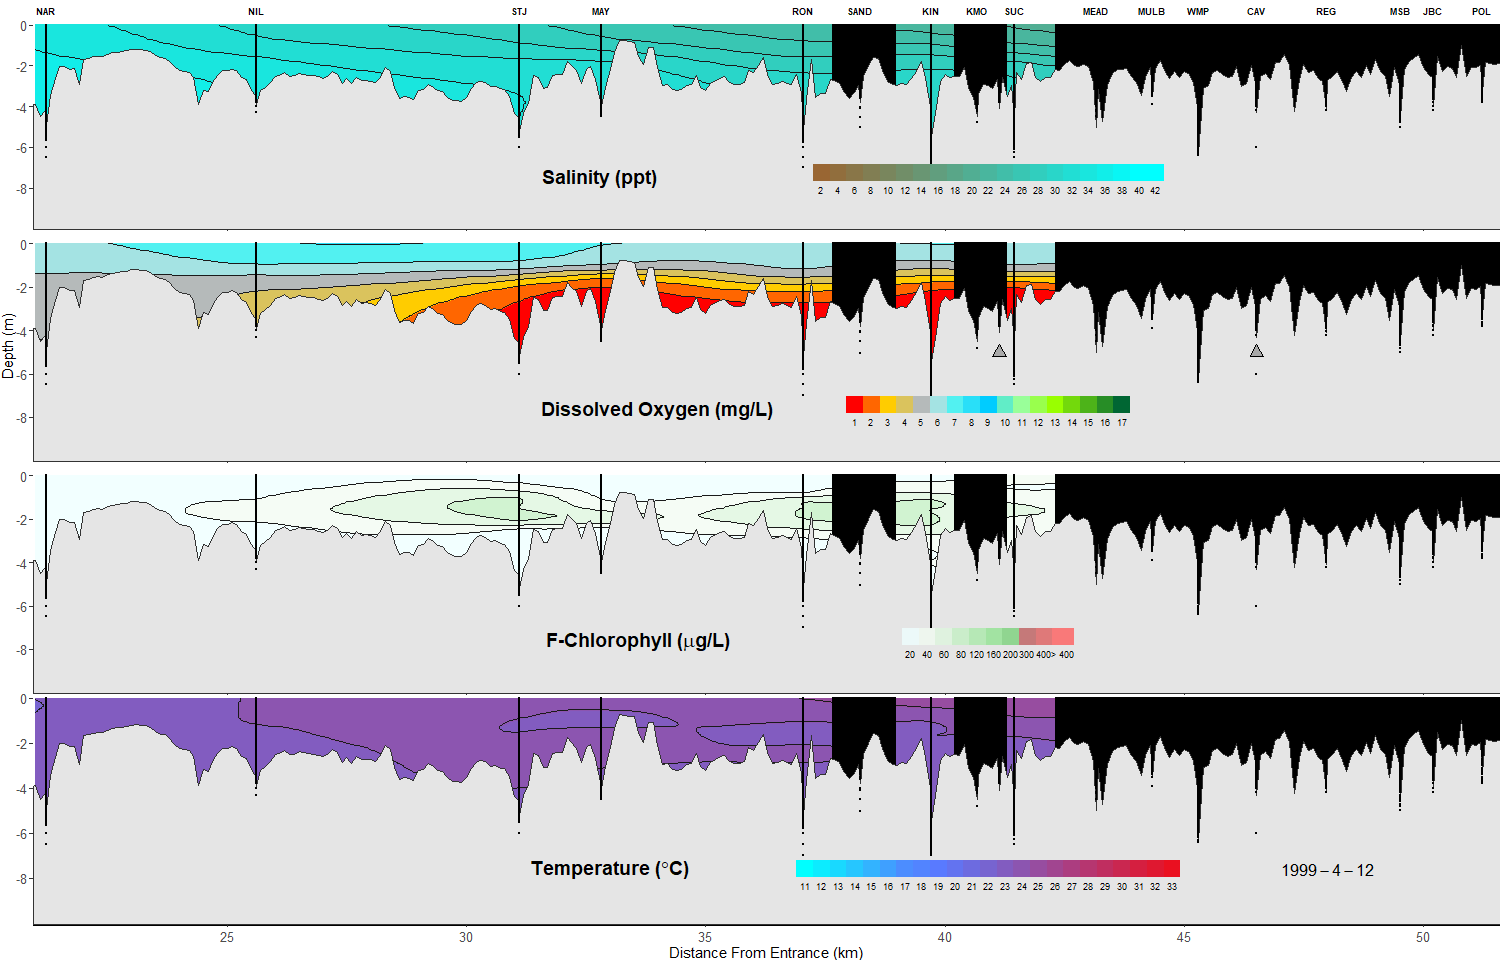 NAR NIL STJ MAY RON SAND KIN KMO SUC MEAD MULB WMP CAV REG MSB JBC POL
0
-2
-4
-6
-8
Salinity (ppt)
2 4 6 8 10 12 14 16 18 20 22 24 26 28 30 32 34 36 38 40 42
0
-2
-4
-6
-8
Depth (m)
Dissolved Oxygen (mg/L)
1 2 3 4 5 6 7 8 9 10 11 12 13 14 15 16 17
0
-2
-4
-6
-8
F-Chlorophyll (µg/L)
20 40 60 80 120 160 200 300 400> 400
0
-2
-4
-6
-8
Temperature (°C)
11 12 13 14 15 16 17 18 19 20 21 22 23 24 25 26 27 28 29 30 31 32 33
1999 – 4 – 12
25 30 35 40 45 50
Distance From Entrance (km)